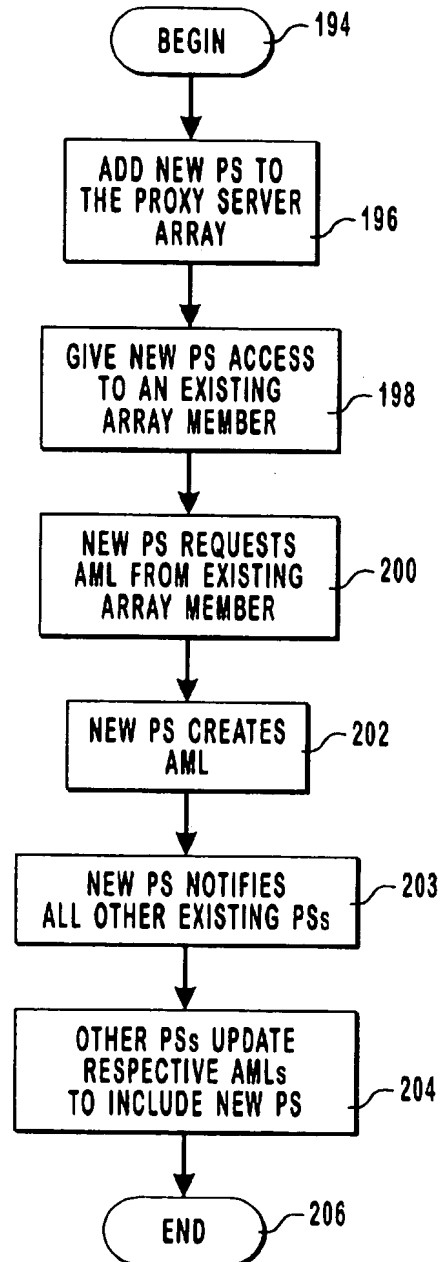 BEGIN
194
ADD NEW PS TO
THE PROXY SERVER
ARRAY
196
GIVE NEW PS ACCESS
TO AN EXISTING
ARRAY MEMBER
198
NEW PS REQUESTS
AML FROM EXISTING
ARRAY MEMBER
200
NEW PS CREATES
AML
202
NEW PS NOTIFIES
ALL OTHER EXISTING PSs
203
OTHER PSs UPDATE
RESPECTIVE AMLs
TO INCLUDE NEW PS
204
END
206